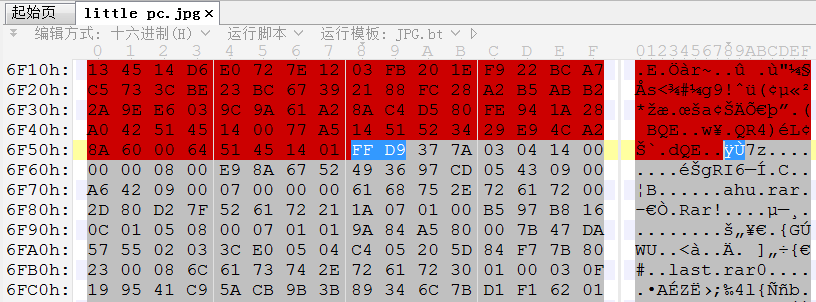 起始页 little pc.jpg ×
编辑方式: 十六进制(H) 运行脚本 运行模板: JPG.bt
0 1 2 3 4 5 6 7 8 9 A B C D E F 0123456789ABCDEF
6F10h: 13 45 14 D6 E0 72 7E 12 03 FB 20 1E F9 22 BC A7 .E.Öàr~..û .ù"¼§
6F20h: C5 73 3C BE 23 BC 67 39 21 88 FC 28 A2 B5 AB B2 Ås<¾#¼g9!ˆü(¢µ«²
6F30h: 2A 9E E6 03 9C 9A 61 A2 8A C4 D5 80 FE 94 1A 28 *žæ.œša¢ŠÄÕ€þ”.(
6F40h: A0 42 51 45 14 00 77 A5 14 51 52 34 29 E9 4C A2  BQE..w¥.QR4)éL¢
6F50h: 8A 60 00 64 51 45 14 01 FF D9 37 7A 03 04 14 00 Š`.dQE..ÿÙ7z....
6F60h: 00 00 08 00 E9 8A 67 52 49 36 97 CD 05 43 09 00 ....éŠgRI6—Í.C..
6F70h: A6 42 09 00 07 00 00 00 61 68 75 2E 72 61 72 00 ¦B......ahu.rar.
6F80h: 2D 80 D2 7F 52 61 72 21 1A 07 01 00 B5 97 B8 16 -€Ò.Rar!....µ—¸.
6F90h: 0C 01 05 08 00 07 01 01 9A 84 A5 80 00 7B 47 DA ........š„¥€.{GÚ
6FA0h: 57 55 02 03 3C E0 05 04 C4 05 20 5D 84 F7 7B 80 WU..<à..Ä. ]„÷{€
6FB0h: 23 00 08 6C 61 73 74 2E 72 61 72 30 01 00 03 0F #..last.rar0....
6FC0h: 19 95 41 C9 5A CB 9B 3B 89 34 6C 7B D1 F1 62 01 .•AÉZË›;‰4l{Ññb.